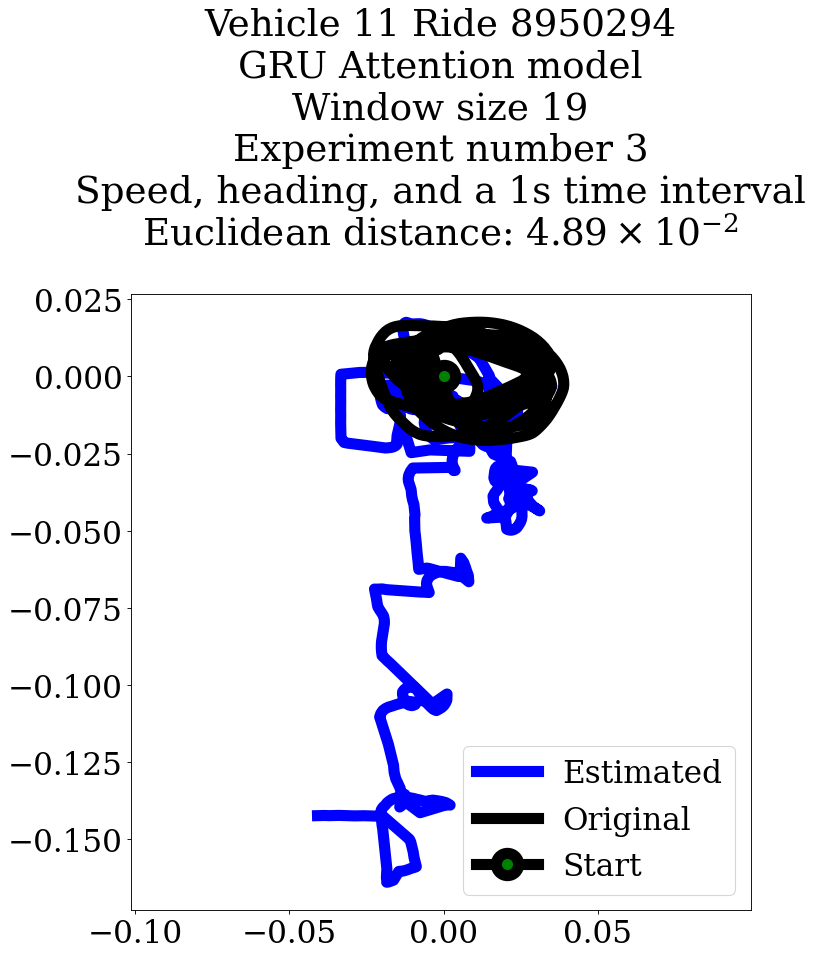 Vehicle 11 Ride 8950294
GRU Attention model
Window size 19
Experiment number 3
Speed, heading, and a 1s time interval
Euclidean distance: 4.89 × 10⁻²
0.025
0.000
−0.025
−0.050
−0.075
−0.100
−0.125
−0.150
Estimated
Original
Start
−0.10 −0.05 0.00 0.05